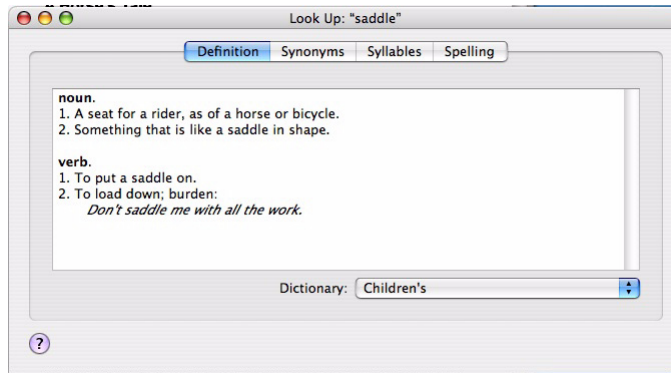 Look Up: "saddle"
Definition Synonyms Syllables Spelling
noun.
1. A seat for a rider, as of a horse or bicycle.
2. Something that is like a saddle in shape.
verb.
1. To put a saddle on.
2. To load down; burden:
Don't saddle me with all the work.
Dictionary: Children's
?